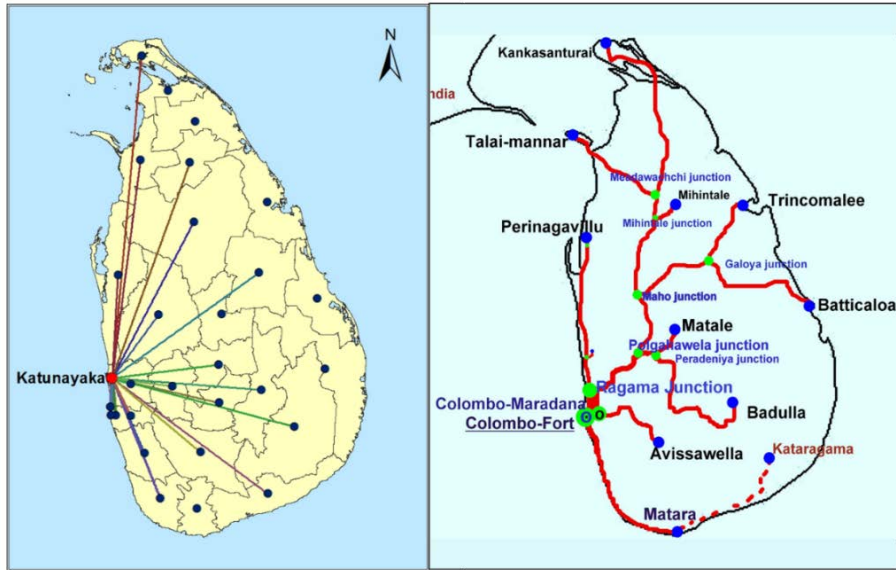 N
Katunayaka
Kankasanturai
ndia
Talai-mannar
Meadawachchi junction
Mihintale
Trincomalee
Mihintale junction
Perinagavillu
Galoya junction
Maho junction
Batticaloa
Matale
Polgahawela junction
Peradeniya junction
Ragama Junction
Colombo-Maradana
Badulla
Colombo-Fort
Avissawella
Kataragama
Matara